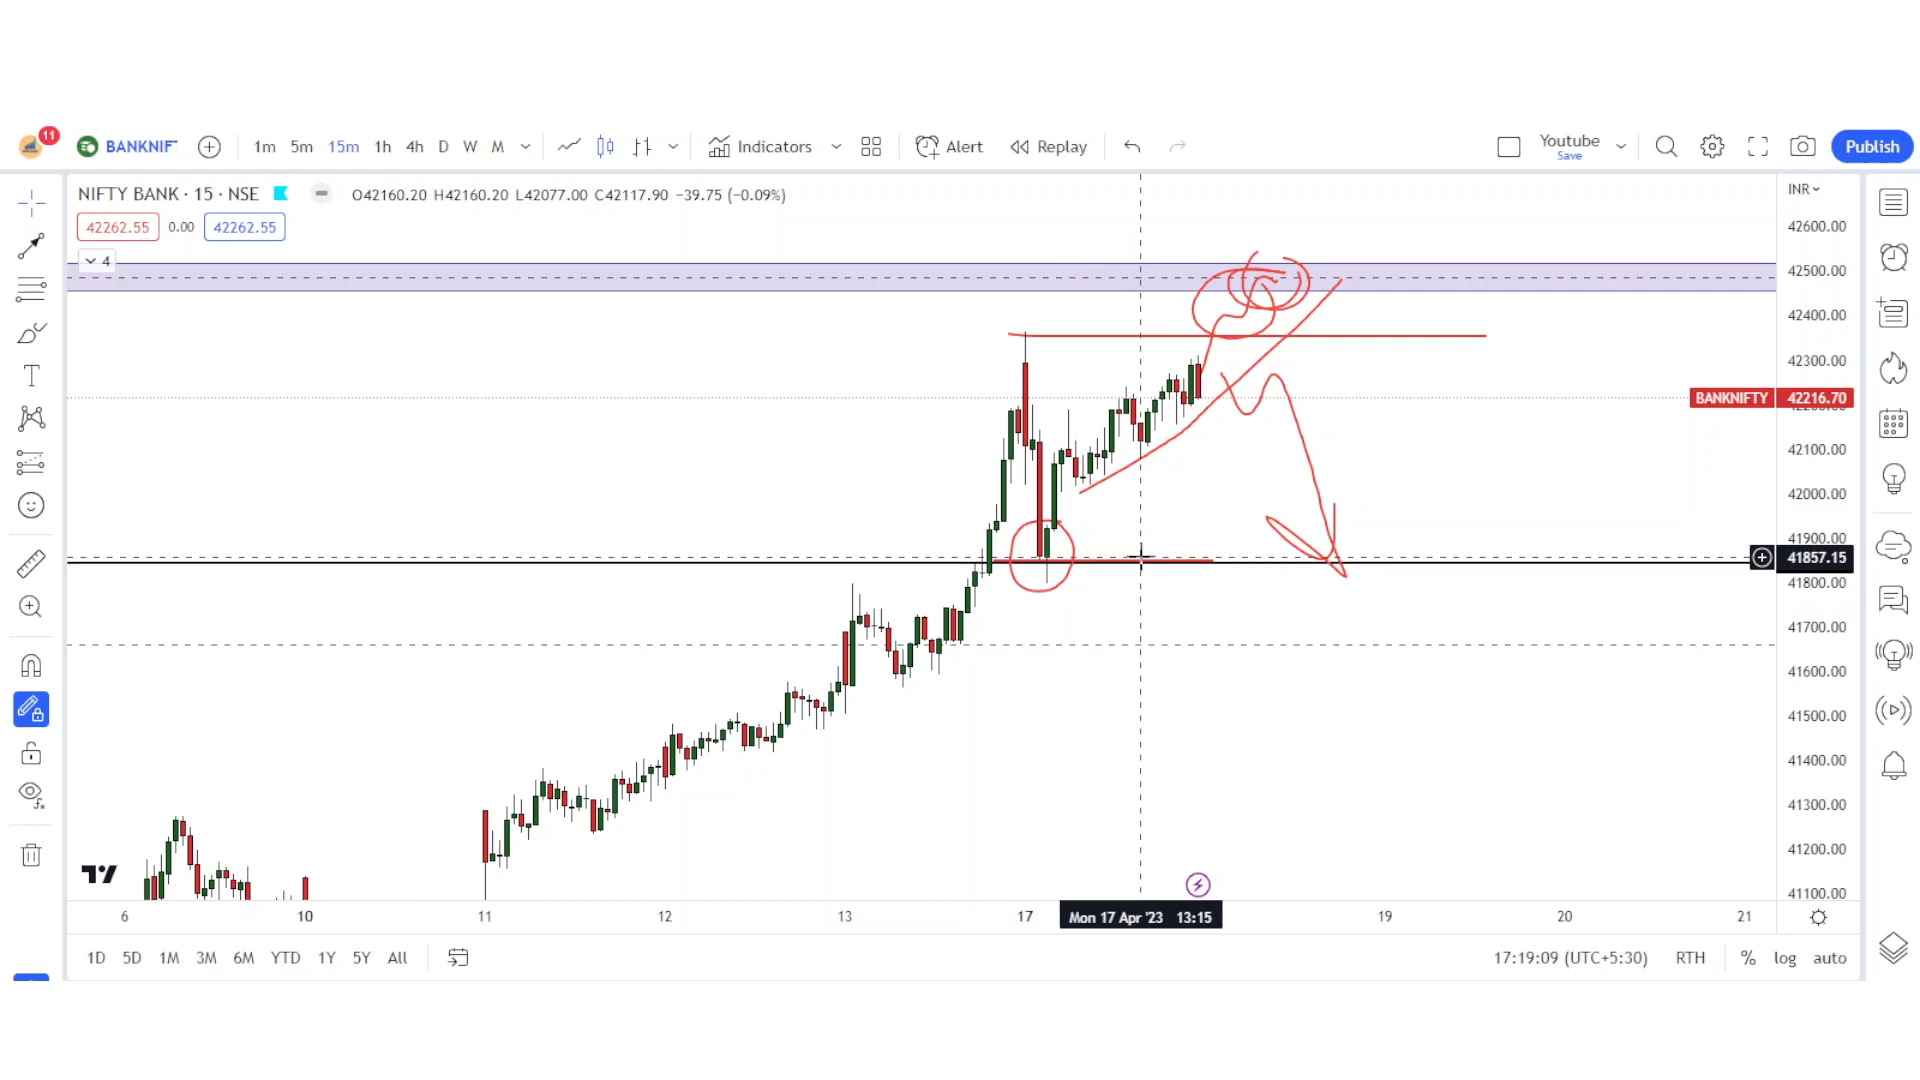 11 BANKNIF 1m 5m 15m 1h 4h D W M Indicators Alert Replay Youtube Save Publish
NIFTY BANK · 15 · NSE O42160.20 H42160.20 L42077.00 C42117.90 −39.75 (−0.09%)
INR
42262.55 0.00 42262.55
42600.00
4
42500.00
42400.00
42300.00
BANKNIFTY 42216.70
42100.00
42000.00
41900.00
41857.15
41800.00
41700.00
41600.00
41500.00
41400.00
41300.00
41200.00
41100.00
6 10 11 12 13 17 Mon 17 Apr '23 13:15 19 20 21
1D 5D 1M 3M 6M YTD 1Y 5Y All 17:19:09 (UTC+5:30) RTH % log auto